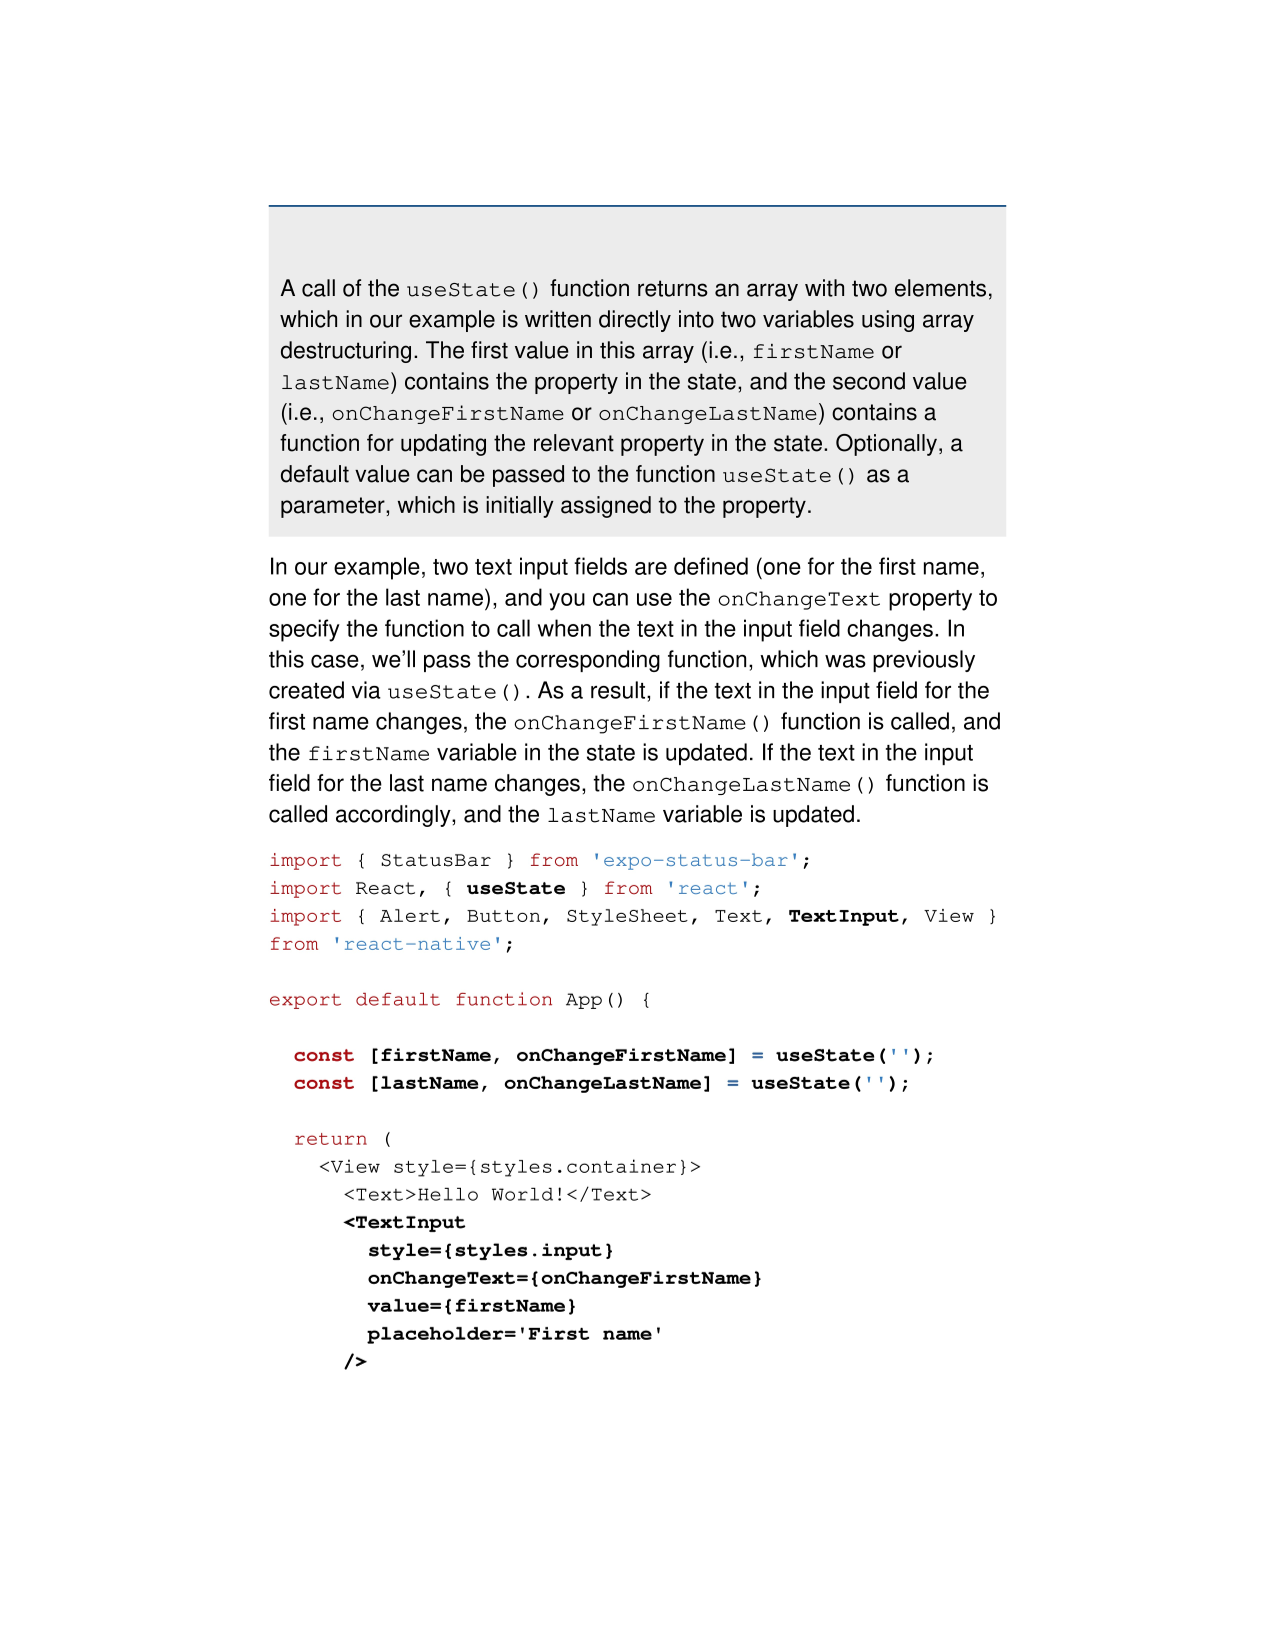 A call of the useState() function returns an array with two elements,
which in our example is written directly into two variables using array
destructuring. The first value in this array (i.e., firstName or
lastName) contains the property in the state, and the second value
(i.e., onChangeFirstName or onChangeLastName) contains a
function for updating the relevant property in the state. Optionally, a
default value can be passed to the function useState() as a
parameter, which is initially assigned to the property.
In our example, two text input fields are defined (one for the first name,
one for the last name), and you can use the onChangeText property to
specify the function to call when the text in the input field changes. In
this case, we’ll pass the corresponding function, which was previously
created via useState(). As a result, if the text in the input field for the
first name changes, the onChangeFirstName() function is called, and
the firstName variable in the state is updated. If the text in the input
field for the last name changes, the onChangeLastName() function is
called accordingly, and the lastName variable is updated.
import { StatusBar } from 'expo-status-bar';
import React, { useState } from 'react';
import { Alert, Button, StyleSheet, Text, TextInput, View }
from 'react-native';
export default function App() {
  const [firstName, onChangeFirstName] = useState('');
  const [lastName, onChangeLastName] = useState('');
  return (
    <View style={styles.container}>
      <Text>Hello World!</Text>
      <TextInput
        style={styles.input}
        onChangeText={onChangeFirstName}
        value={firstName}
        placeholder='First name'
      />